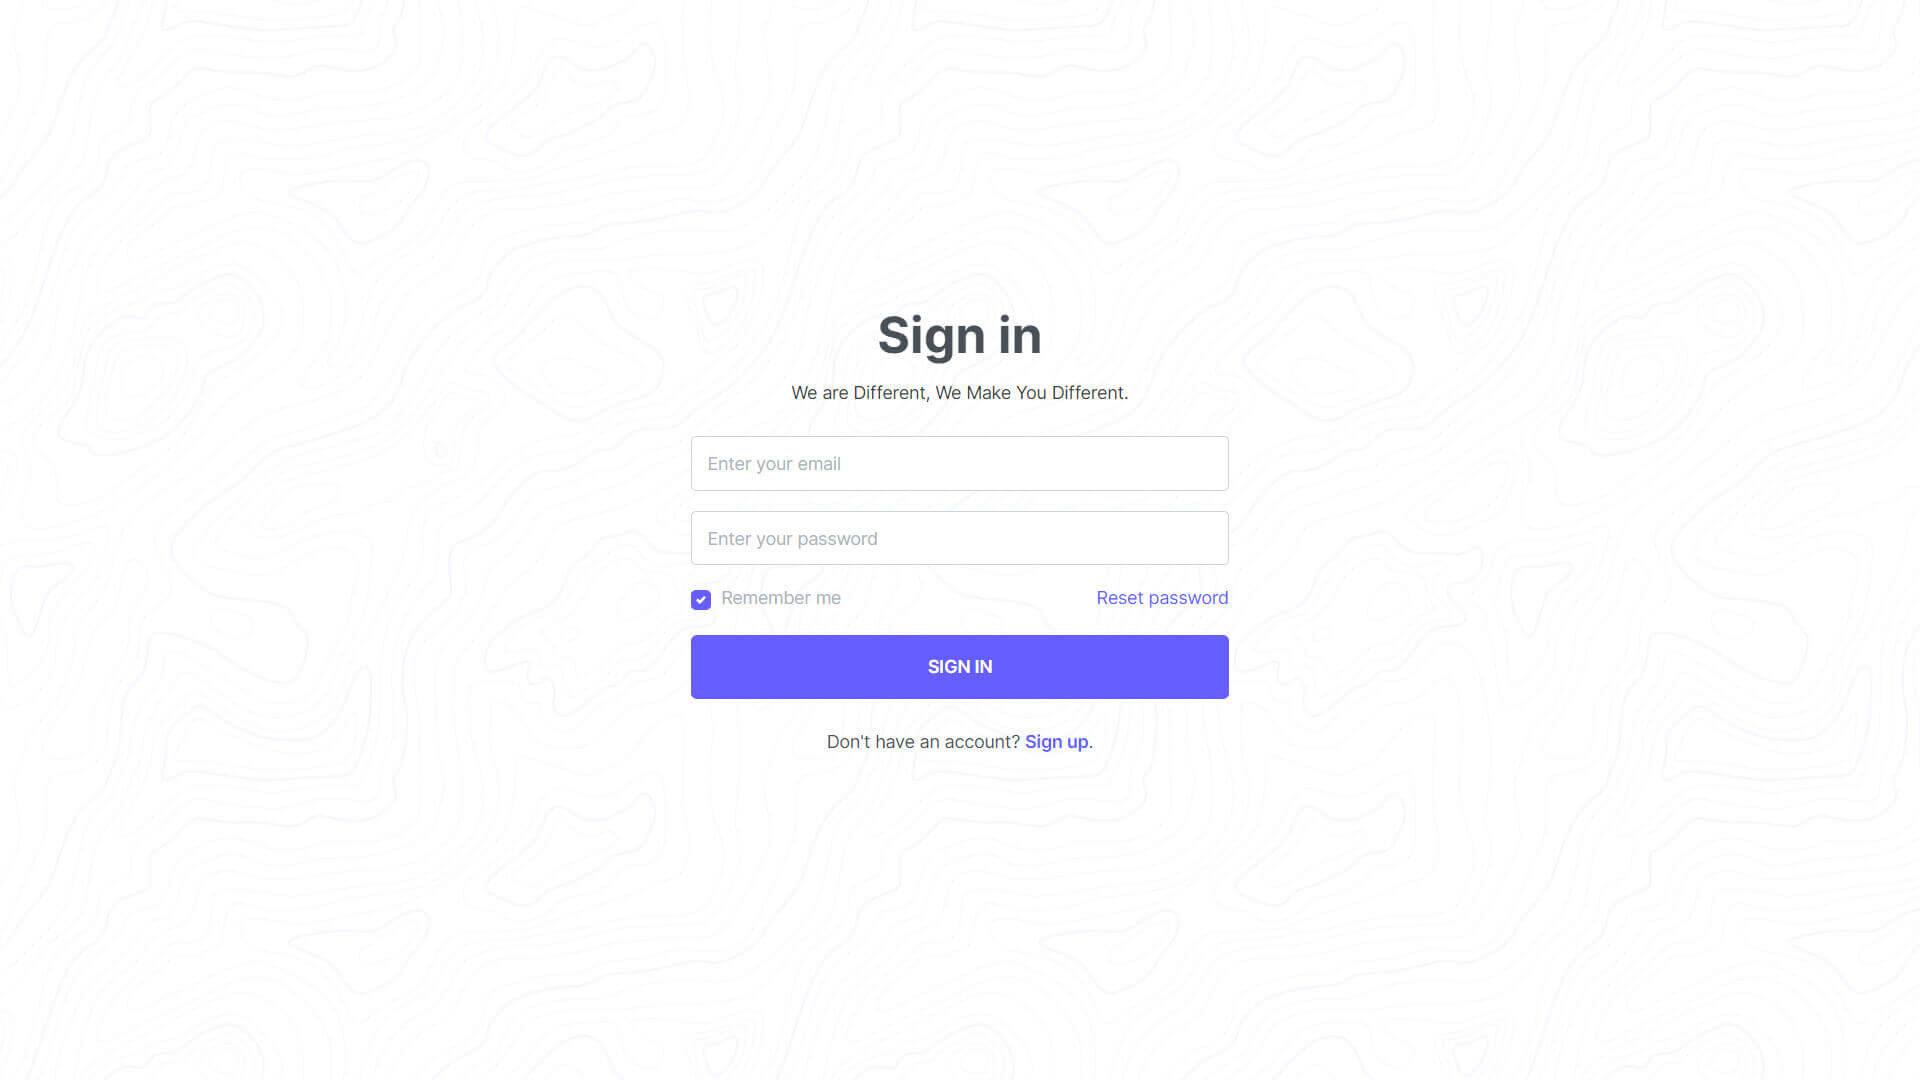 Sign in
We are Different, We Make You Different.
Enter your email
Enter your password
Remember me Reset password
SIGN IN
Don't have an account? Sign up.